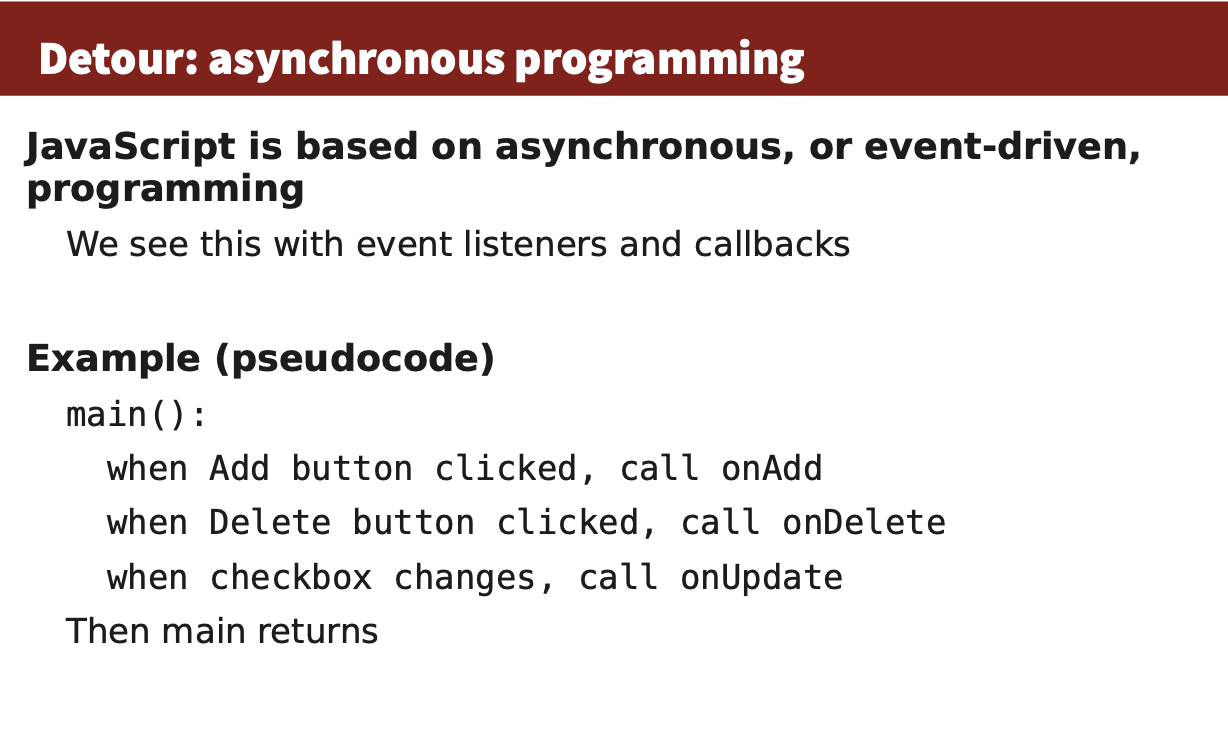 Detour: asynchronous programming
JavaScript is based on asynchronous, or event-driven,
programming
We see this with event listeners and callbacks
Example (pseudocode)
main():
when Add button clicked, call onAdd
when Delete button clicked, call onDelete
when checkbox changes, call onUpdate
Then main returns